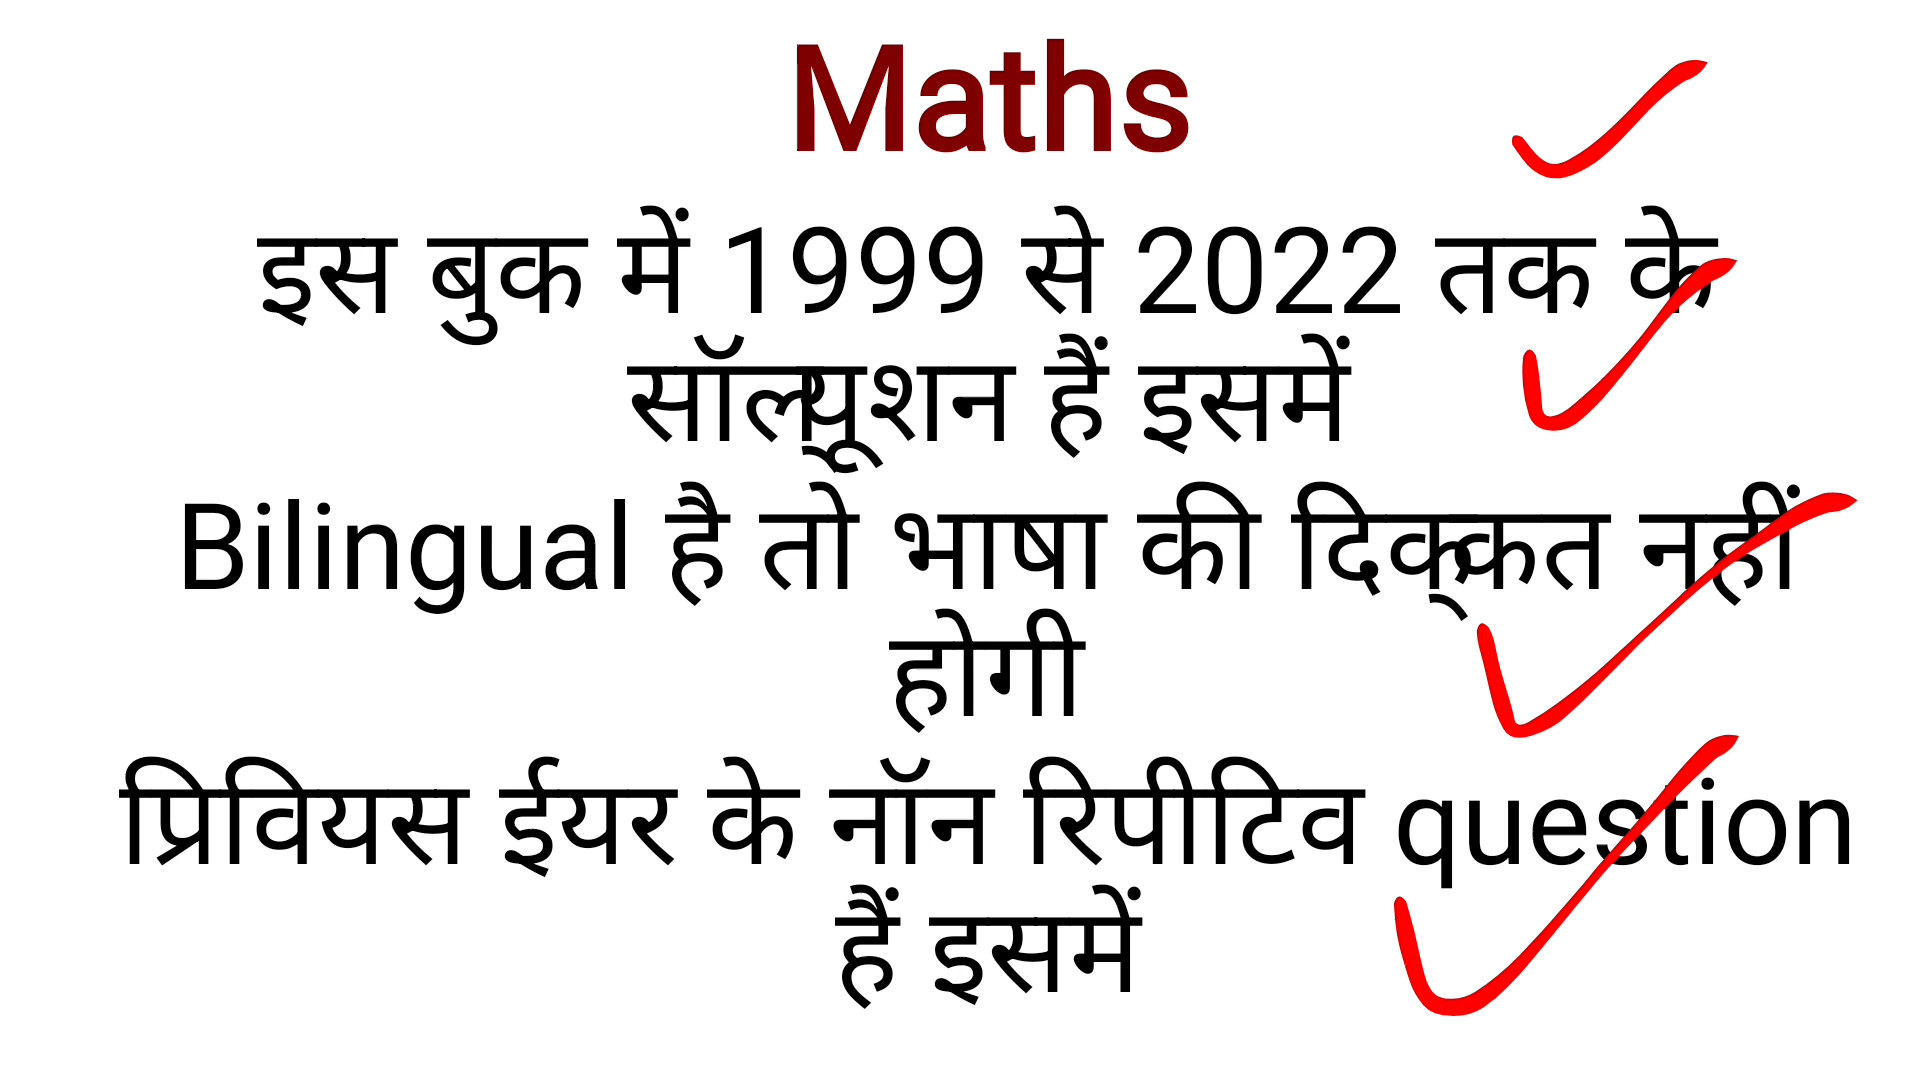 Maths
इस बुक में 1999 से 2022 तक के
सॉल्यूशन हैं इसमें
Bilingual है तो भाषा की दिक्कत नहीं
होगी
प्रिवियस ईयर के नॉन रिपीटिव question
हैं इसमें